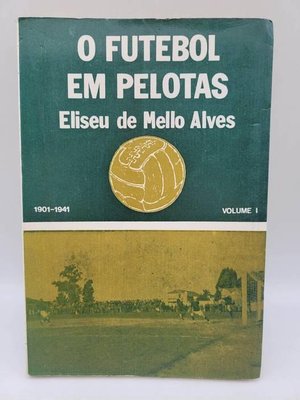 O FUTEBOL
EM PELOTAS
Eliseu de Mello Alves
1901-1941
VOLUME I